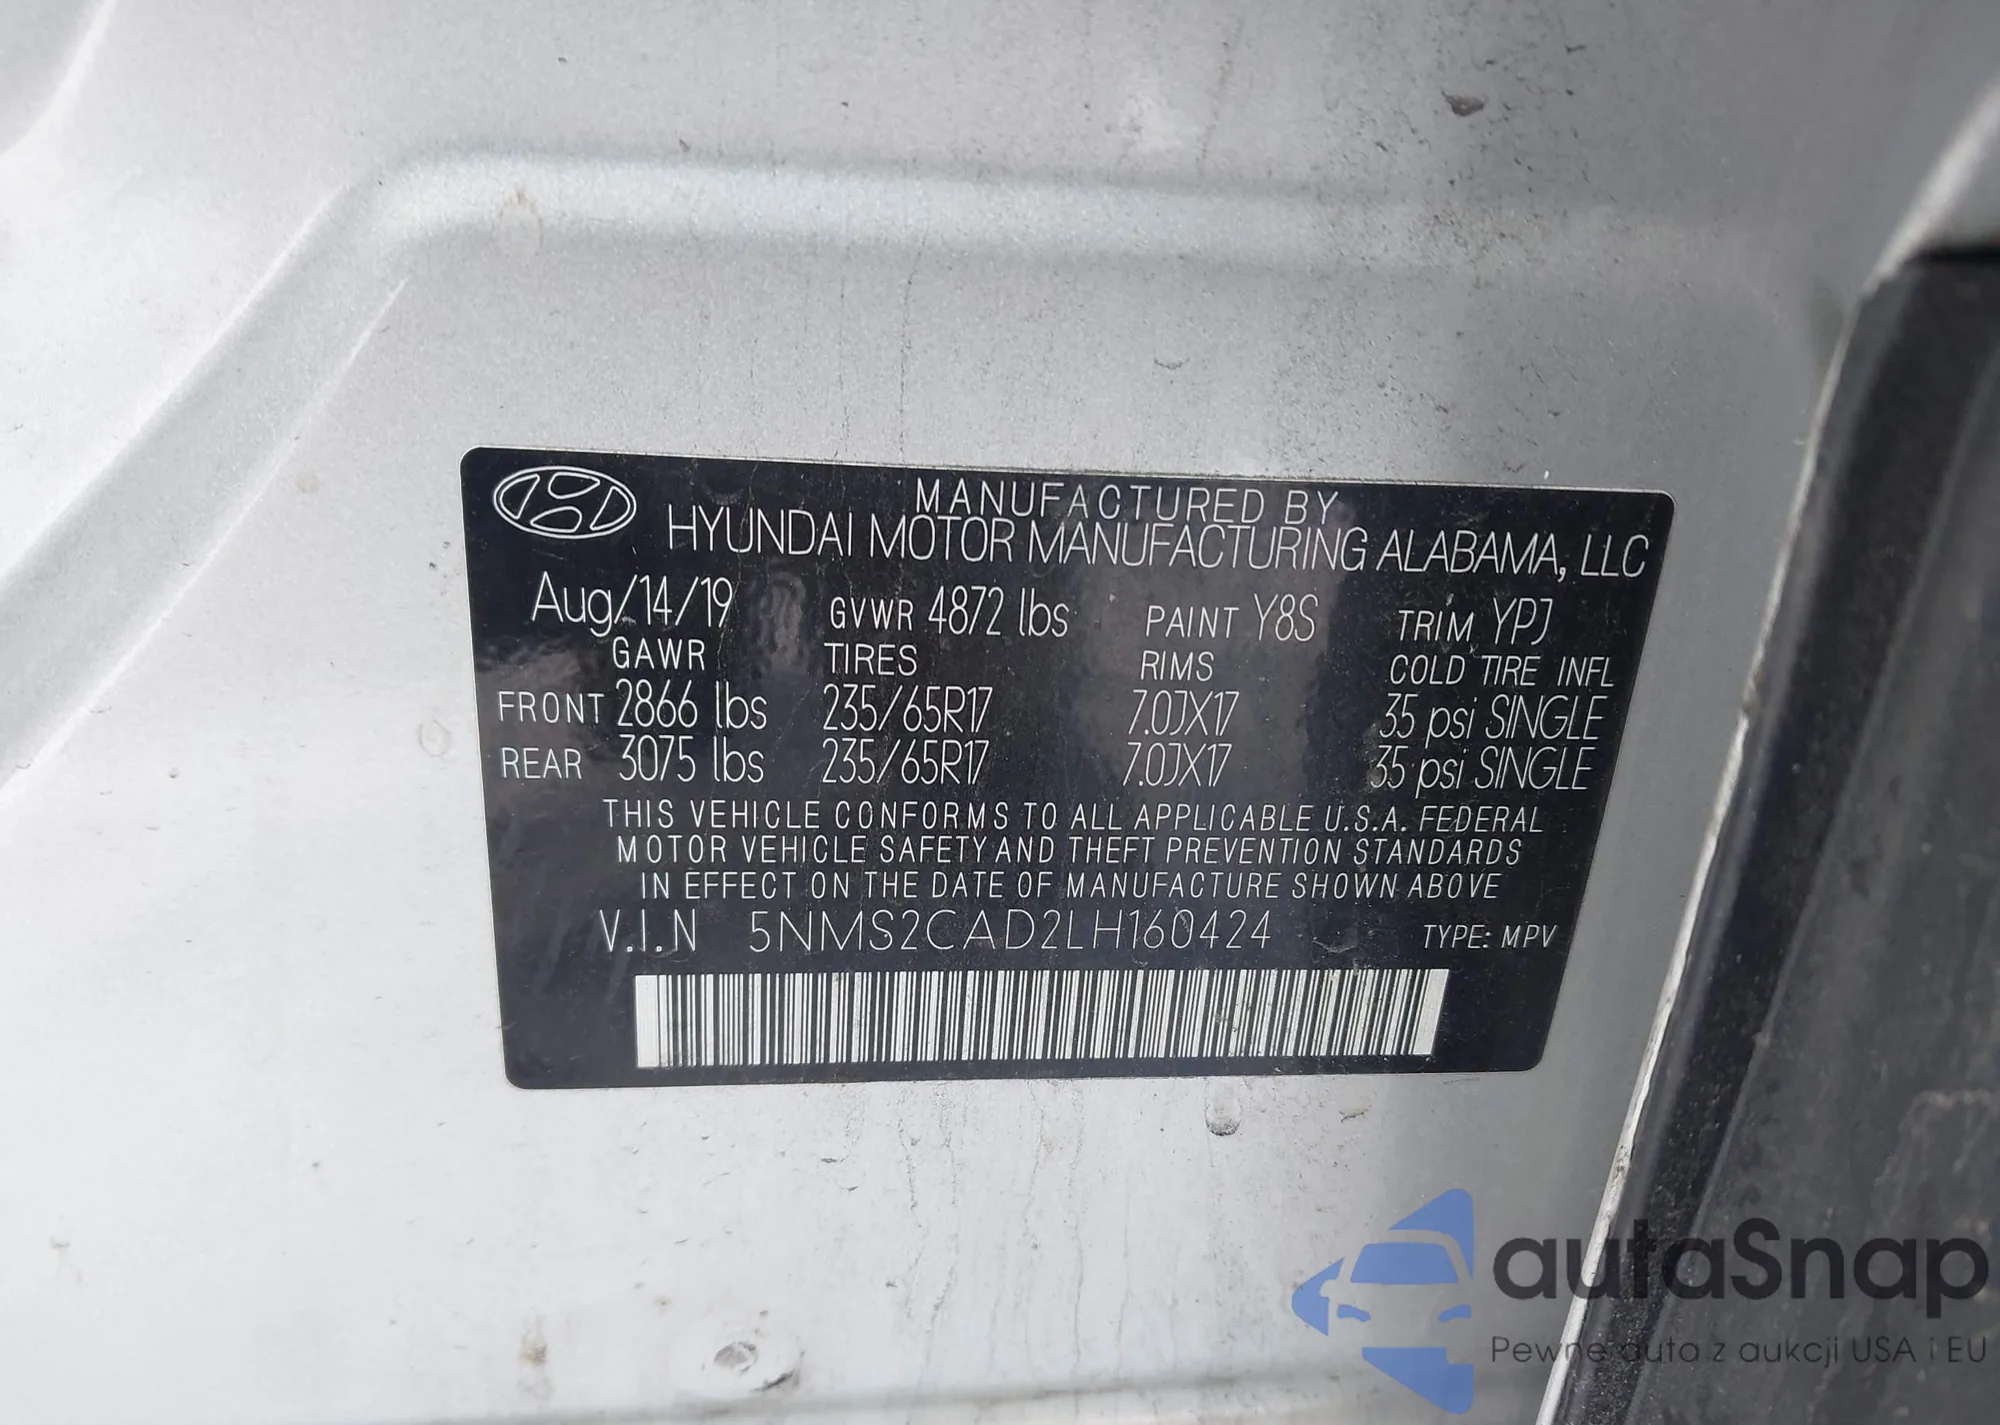 MANUFACTURED BY
HYUNDAI MOTOR MANUFACTURING ALABAMA, LLC
Aug/14/19 GVWR 4872 lbs PAINT Y8S TRIM YPJ
GAWR TIRES RIMS COLD TIRE INFL
FRONT 2866 lbs 235/65R17 7.0JX17 35 psi SINGLE
REAR 3075 lbs 235/65R17 7.0JX17 35 psi SINGLE
THIS VEHICLE CONFORMS TO ALL APPLICABLE U.S.A. FEDERAL
MOTOR VEHICLE SAFETY AND THEFT PREVENTION STANDARDS
IN EFFECT ON THE DATE OF MANUFACTURE SHOWN ABOVE
V.I.N 5NMS2CAD2LH160424 TYPE: MPV
autaSnap
Pewne auta z aukcji USA i EU